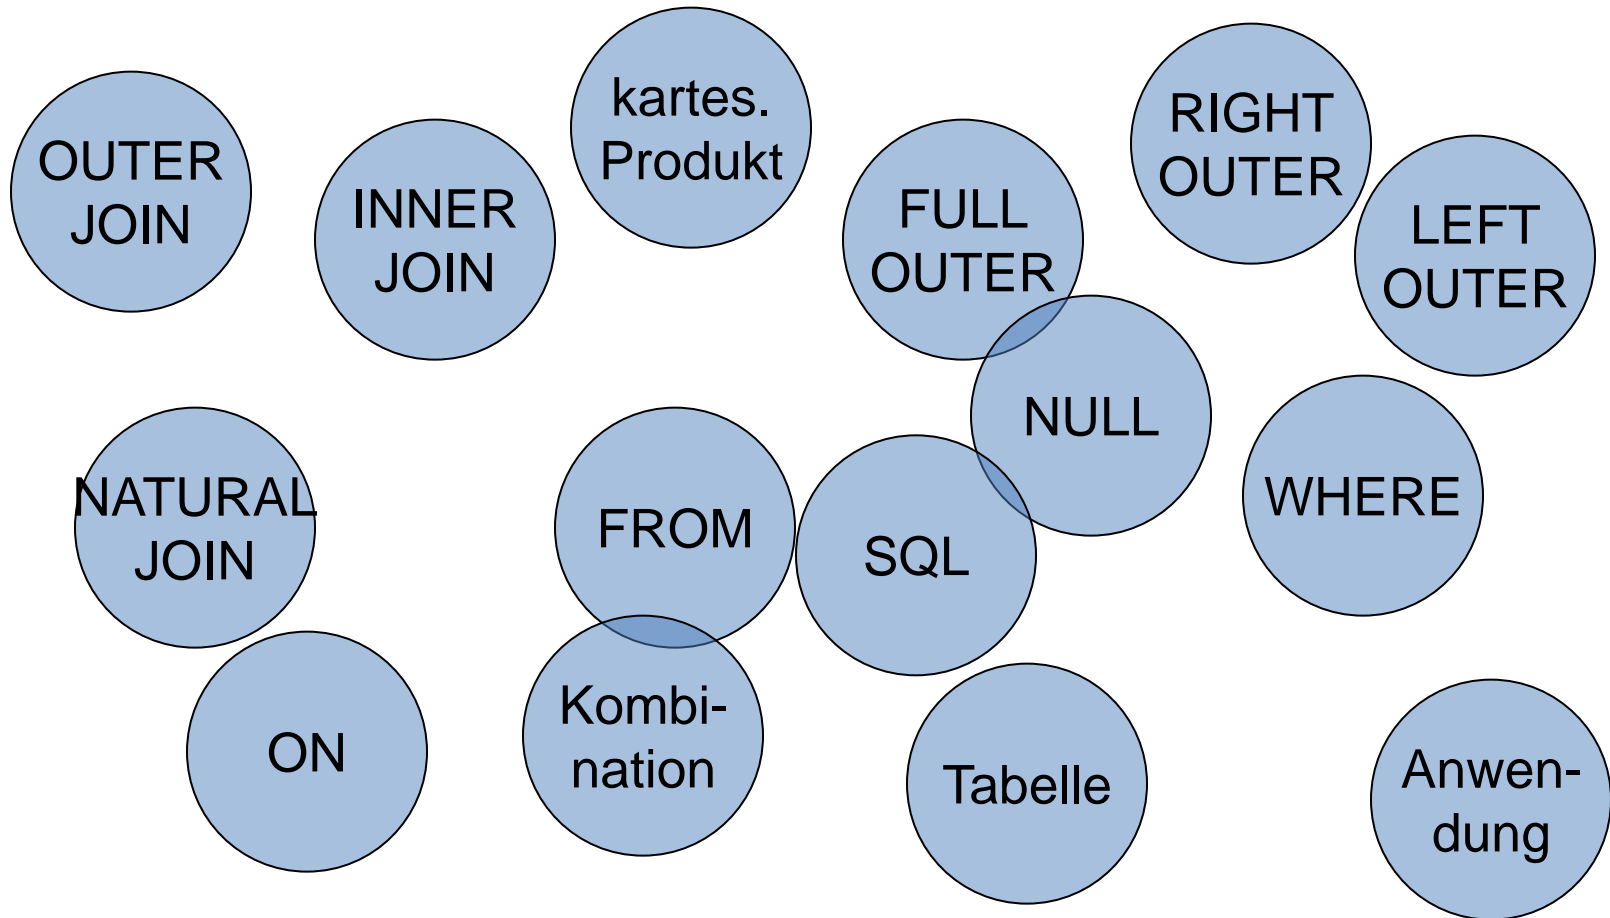 OUTER
JOIN
INNER
JOIN
kartes.
Produkt
FULL
OUTER
RIGHT
OUTER
LEFT
OUTER
NULL
WHERE
NATURAL
JOIN
FROM
SQL
ON
Kombi-
nation
Tabelle
Anwen-
dung